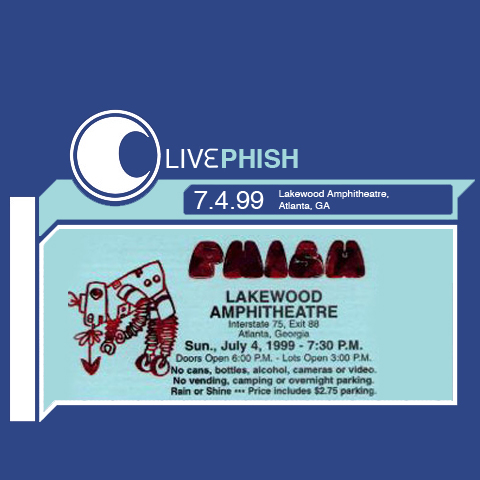 LIVEPHISH
7.4.99
Lakewood Amphitheatre,
Atlanta, GA
PHISH
LAKEWOOD
AMPHITHEATRE
Interstate 75, Exit 88
Atlanta, Georgia
Sun., July 4, 1999 - 7:30 P.M.
Doors Open 6:00 P.M. - Lots Open 3:00 P.M.
No cans, bottles, alcohol, cameras or video.
No vending, camping or overnight parking.
Rain or Shine ••• Price includes $2.75 parking.